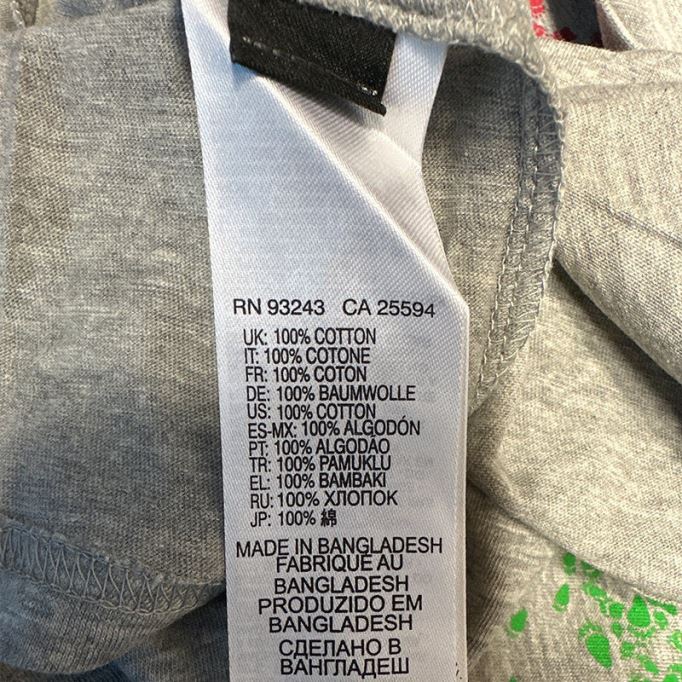 RN 93243 CA 25594
UK: 100% COTTON
IT: 100% COTONE
FR: 100% COTON
DE: 100% BAUMWOLLE
US: 100% COTTON
ES-MX: 100% ALGODÓN
PT: 100% ALGODÃO
TR: 100% PAMUKLU
EL: 100% BAMBAKI
RU: 100% ХЛОПОК
JP: 100% 綿
MADE IN BANGLADESH
FABRIQUE AU
BANGLADESH
PRODUZIDO EM
BANGLADESH
СДЕЛАНО В
ВАНГЛАДЕШ